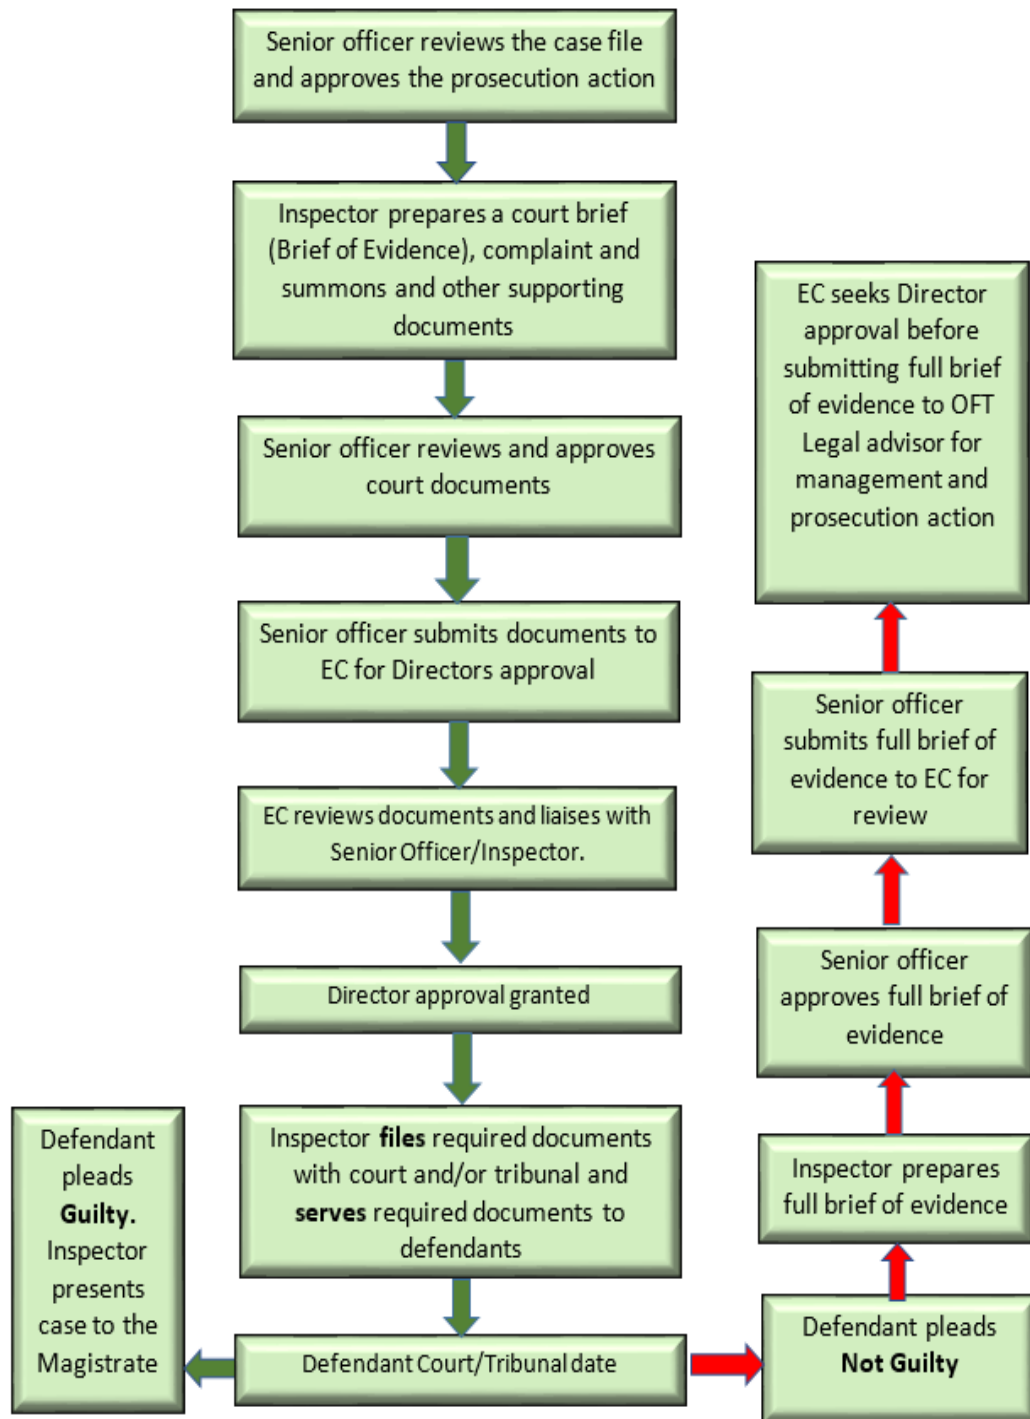 Senior officer reviews the case file
and approves the prosecution action
Inspector prepares a court brief
(Brief of Evidence), complaint and
summons and other supporting
documents
Senior officer reviews and approves
court documents
Senior officer submits documents to
EC for Directors approval
EC reviews documents and liaises with
Senior Officer/Inspector.
Director approval granted
Inspector files required documents
with court and/or tribunal and
serves required documents to
defendants
Defendant Court/Tribunal date
Defendant
pleads
Guilty.
Inspector
presents
case to the
Magistrate
Defendant pleads
Not Guilty
Inspector prepares
full brief of evidence
Senior officer
approves full brief of
evidence
Senior officer
submits full brief of
evidence to EC for
review
EC seeks Director
approval before
submitting full brief
of evidence to OFT
Legal advisor for
management and
prosecution action